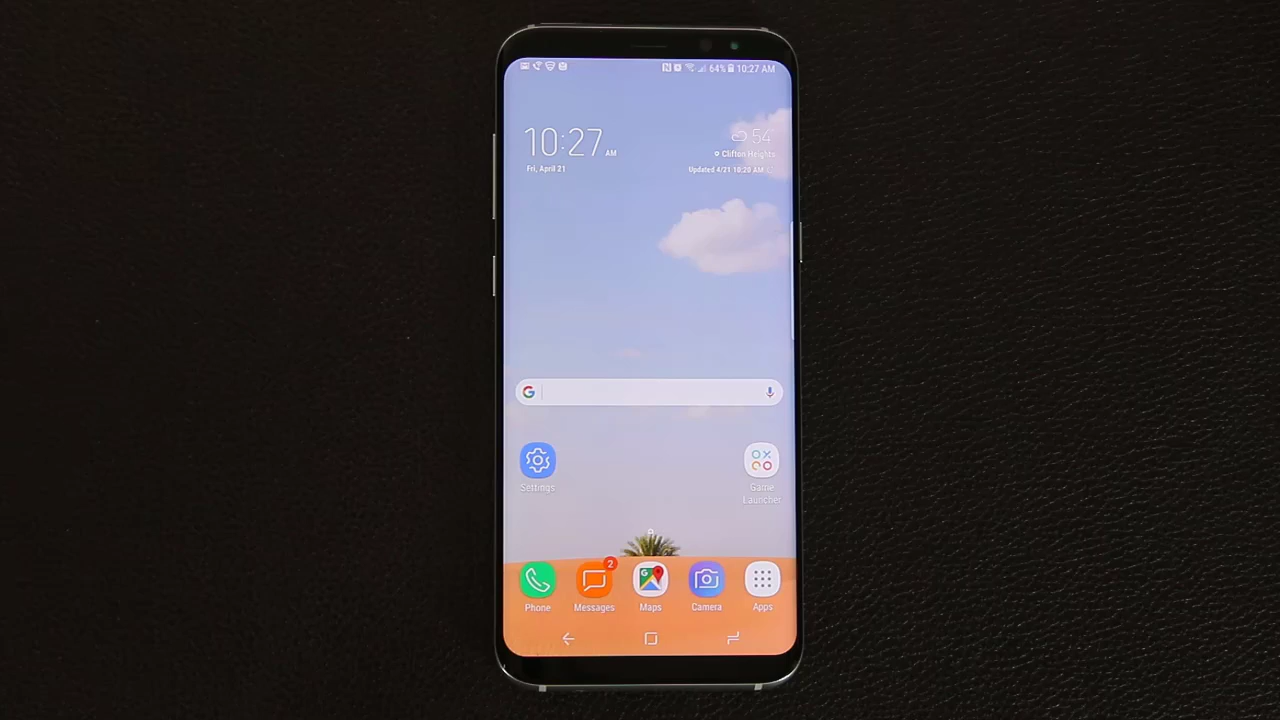 64% 10:27 AM
10:27 AM
54°
Clifton Heights
Fri, April 21
Updated 4/21 10:20 AM
G
Settings
Game
Launcher
2
G
Phone
Messages
Maps
Camera
Apps